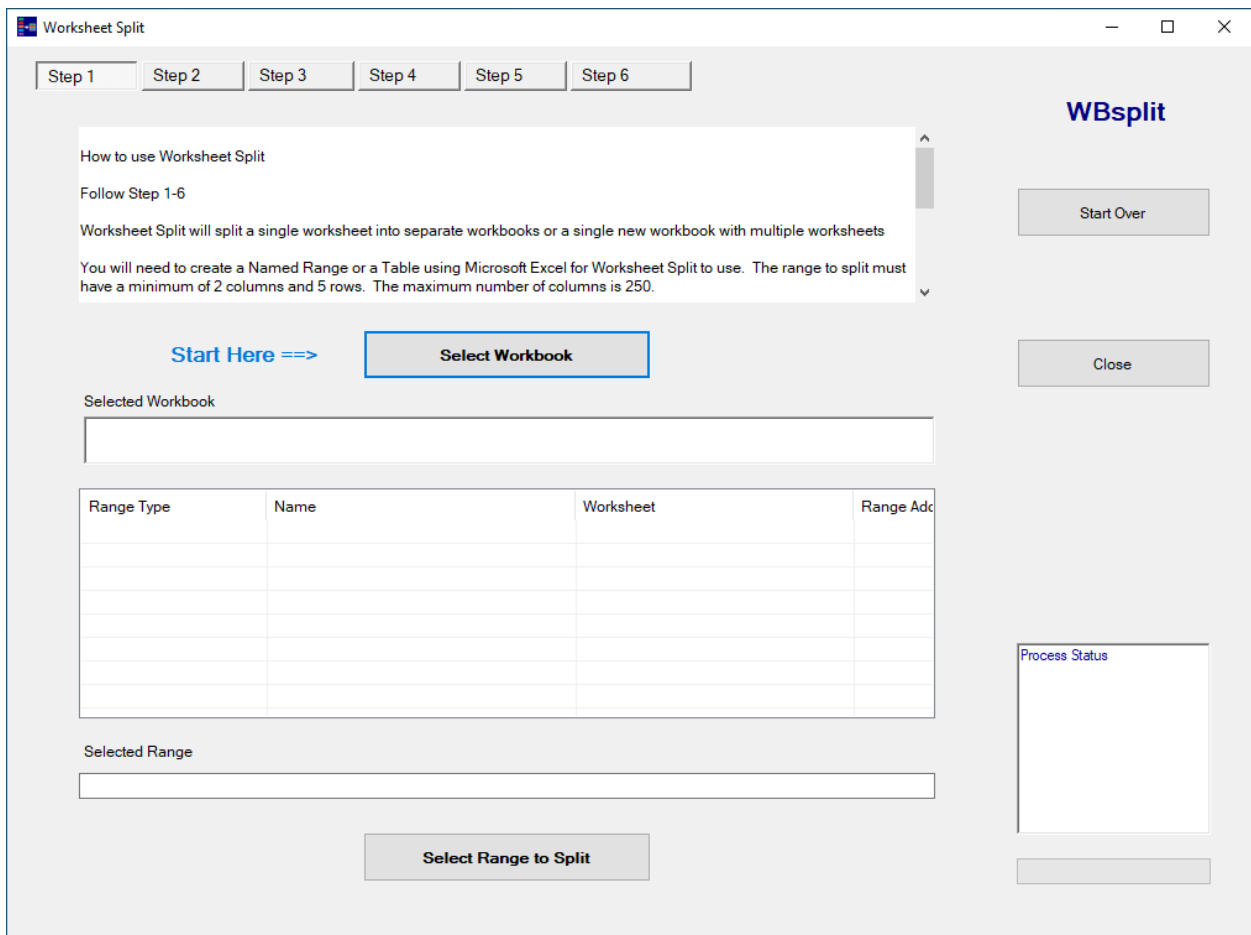 Worksheet Split
Step 1
Step 2
Step 3
Step 4
Step 5
Step 6
WBsplit
How to use Worksheet Split
Follow Step 1-6
Worksheet Split will split a single worksheet into separate workbooks or a single new workbook with multiple worksheets
You will need to create a Named Range or a Table using Microsoft Excel for Worksheet Split to use.  The range to split must
have a minimum of 2 columns and 5 rows.  The maximum number of columns is 250.
Start Over
Start Here ==>
Select Workbook
Close
Selected Workbook
Range Type
Name
Worksheet
Range Add
Process Status
Selected Range
Select Range to Split